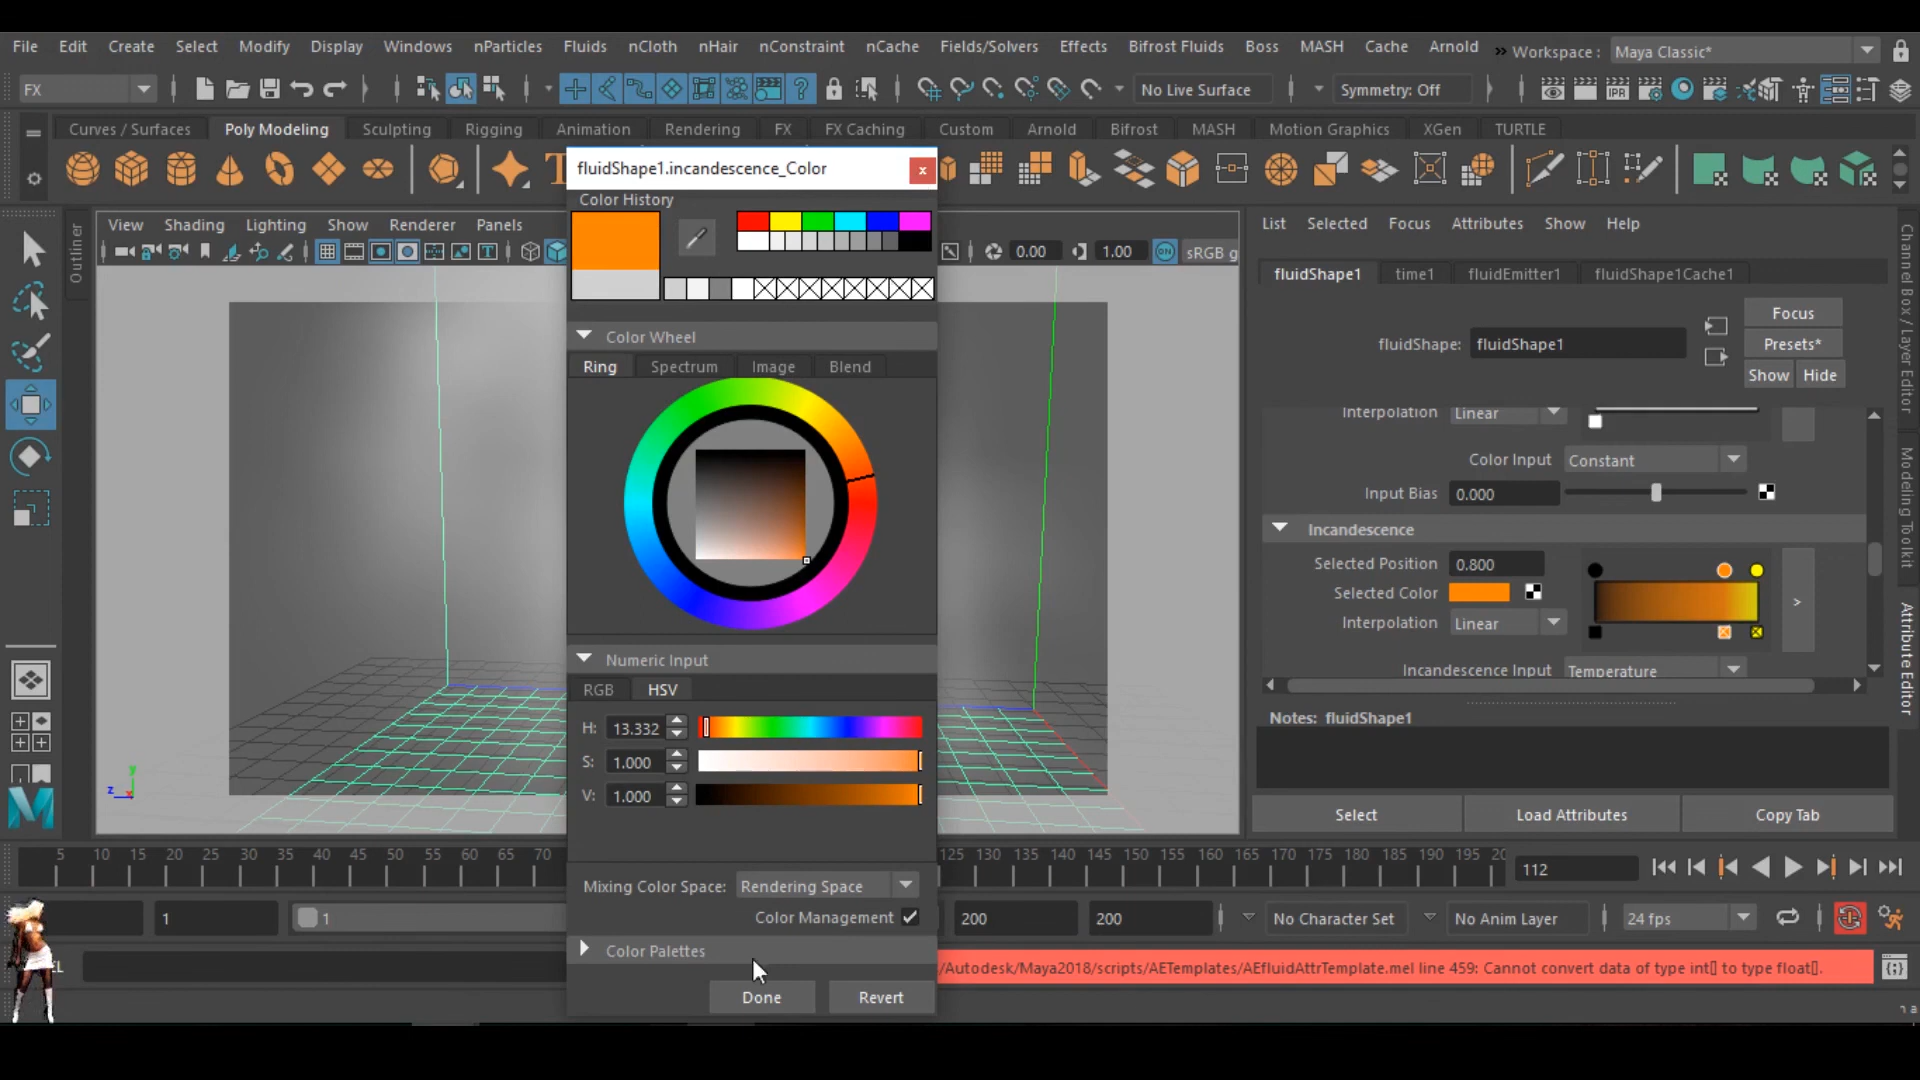 File Edit Create Select Modify Display Windows nParticles Fluids nCloth nHair nConstraint nCache Fields/Solvers Effects Bifrost Fluids Boss MASH Cache Arnold » Workspace : Maya Classic*
FX No Live Surface Symmetry: Off
Curves / Surfaces Poly Modeling Sculpting Rigging Animation Rendering FX FX Caching Custom Arnold Bifrost MASH Motion Graphics XGen TURTLE
fluidShape1.incandescence_Color x
Color History
Outliner
View Shading Lighting Show Renderer Panels
0.00 1.00 ON sRGB g
List Selected Focus Attributes Show Help
fluidShape1 time1 fluidEmitter1 fluidShape1Cache1
fluidShape: fluidShape1
Focus
Presets*
Show Hide
Interpolation Linear
Color Input Constant
Input Bias 0.000
Incandescence
Selected Position 0.800
Selected Color
Interpolation Linear
>
Incandescence Input Temperature
Notes: fluidShape1
Select Load Attributes Copy Tab
Channel Box / Layer Editor
Modeling Toolkit
Attribute Editor
Color Wheel
Ring Spectrum Image Blend
Numeric Input
RGB HSV
H: 13.332
S: 1.000
V: 1.000
Mixing Color Space: Rendering Space
Color Management
Color Palettes
Done Revert
y
z x
5 10 15 20 25 30 35 40 45 50 55 60 65 70 125 130 135 140 145 150 155 160 165 170 175 180 185 190 195 20
112
1 1 200 200 No Character Set No Anim Layer 24 fps
/Autodesk/Maya2018/scripts/AETemplates/AEfluidAttrTemplate.mel line 459: Cannot convert data of type int[] to type float[].